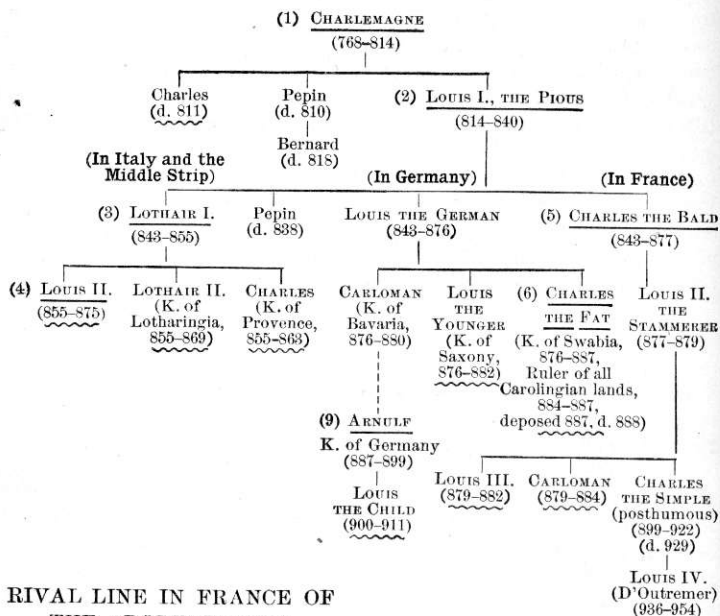 (1) CHARLEMAGNE
(768–814)
Charles
(d. 811)
Pepin
(d. 810)
Bernard
(d. 818)
(2) LOUIS I., THE PIOUS
(814–840)
(In Italy and the
Middle Strip)
(In Germany)
(In France)
(3) LOTHAIR I.
(843–855)
Pepin
(d. 838)
LOUIS THE GERMAN
(843–876)
(5) CHARLES THE BALD
(843–877)
(4) LOUIS II.
(855–875)
LOTHAIR II.
(K. of
Lotharingia,
855–869)
CHARLES
(K. of
Provence,
855–863)
CARLOMAN
(K. of
Bavaria,
876–880)
LOUIS
THE
YOUNGER
(K. of
Saxony,
876–882)
(6) CHARLES
THE FAT
(K. of Swabia,
876–887,
Ruler of all
Carolingian lands,
884–887,
deposed 887, d. 888)
LOUIS II.
THE
STAMMERER
(877–879)
(9) ARNULF
K. of Germany
(887–899)
LOUIS
THE CHILD
(900–911)
LOUIS III.
(879–882)
CARLOMAN
(879–884)
CHARLES
THE SIMPLE
(posthumous)
(899–922)
(d. 929)
LOUIS IV.
(D'Outremer)
(936–954)
RIVAL LINE IN FRANCE OF